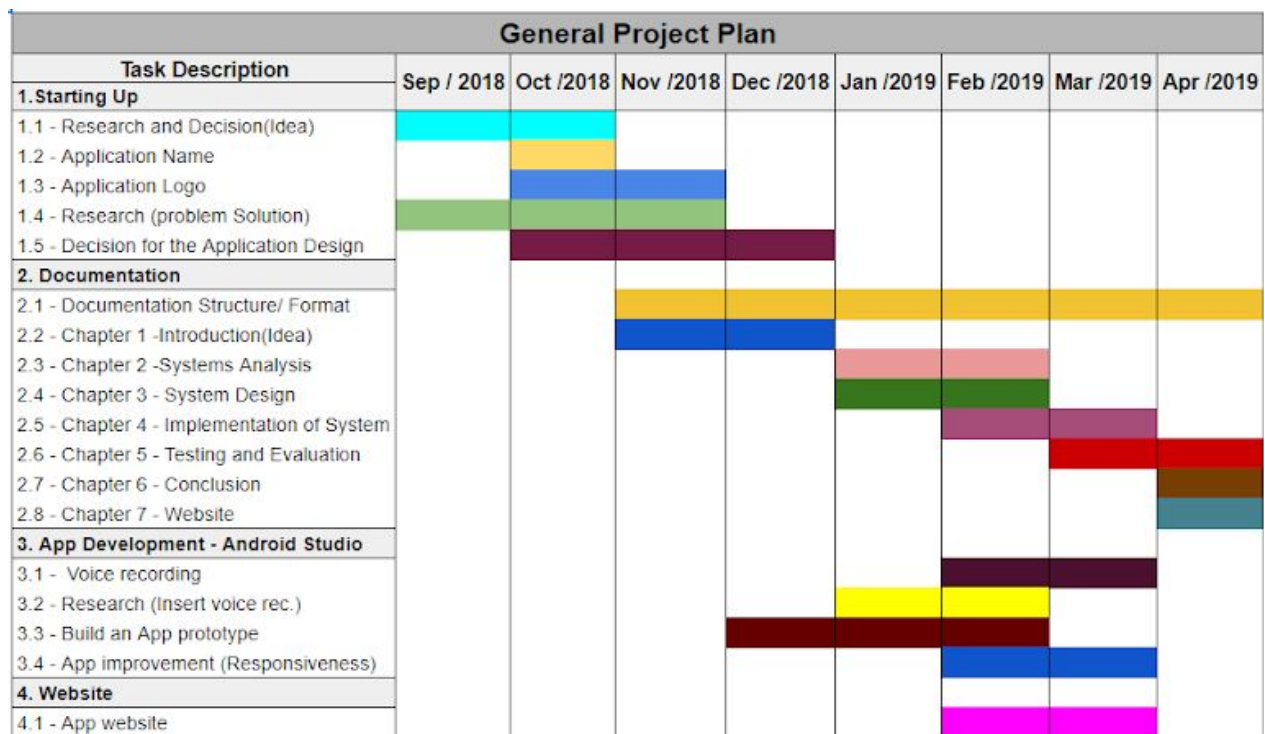 General Project Plan
Task Description
Sep / 2018 Oct /2018 Nov /2018 Dec /2018 Jan /2019 Feb /2019 Mar /2019 Apr /2019
1.Starting Up
1.1 - Research and Decision(Idea)
1.2 - Application Name
1.3 - Application Logo
1.4 - Research (problem Solution)
1.5 - Decision for the Application Design
2. Documentation
2.1 - Documentation Structure/ Format
2.2 - Chapter 1 -Introduction(Idea)
2.3 - Chapter 2 -Systems Analysis
2.4 - Chapter 3 - System Design
2.5 - Chapter 4 - Implementation of System
2.6 - Chapter 5 - Testing and Evaluation
2.7 - Chapter 6 - Conclusion
2.8 - Chapter 7 - Website
3. App Development - Android Studio
3.1 - Voice recording
3.2 - Research (Insert voice rec.)
3.3 - Build an App prototype
3.4 - App improvement (Responsiveness)
4. Website
4.1 - App website